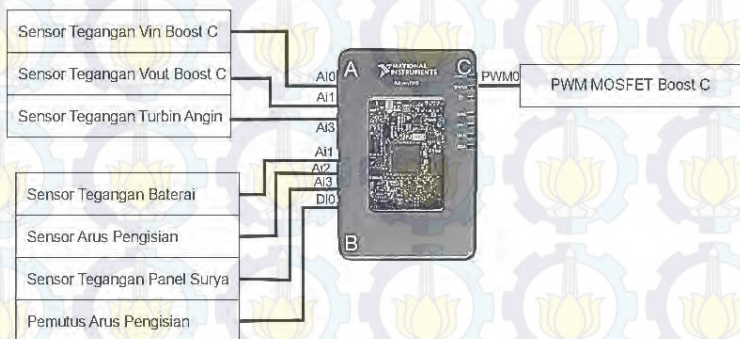 Sensor Tegangan Vin Boost C
Sensor Tegangan Vout Boost C
Sensor Tegangan Turbin Angin
AI0
Ai1
Ai3
A
NATIONAL
INSTRUMENTS
C
PWM0
PWM MOSFET Boost C
Sensor Tegangan Baterai
Sensor Arus Pengisian
Sensor Tegangan Panel Surya
Pemutus Arus Pengisian
Ai1
Ai2
Ai3
DI0
B